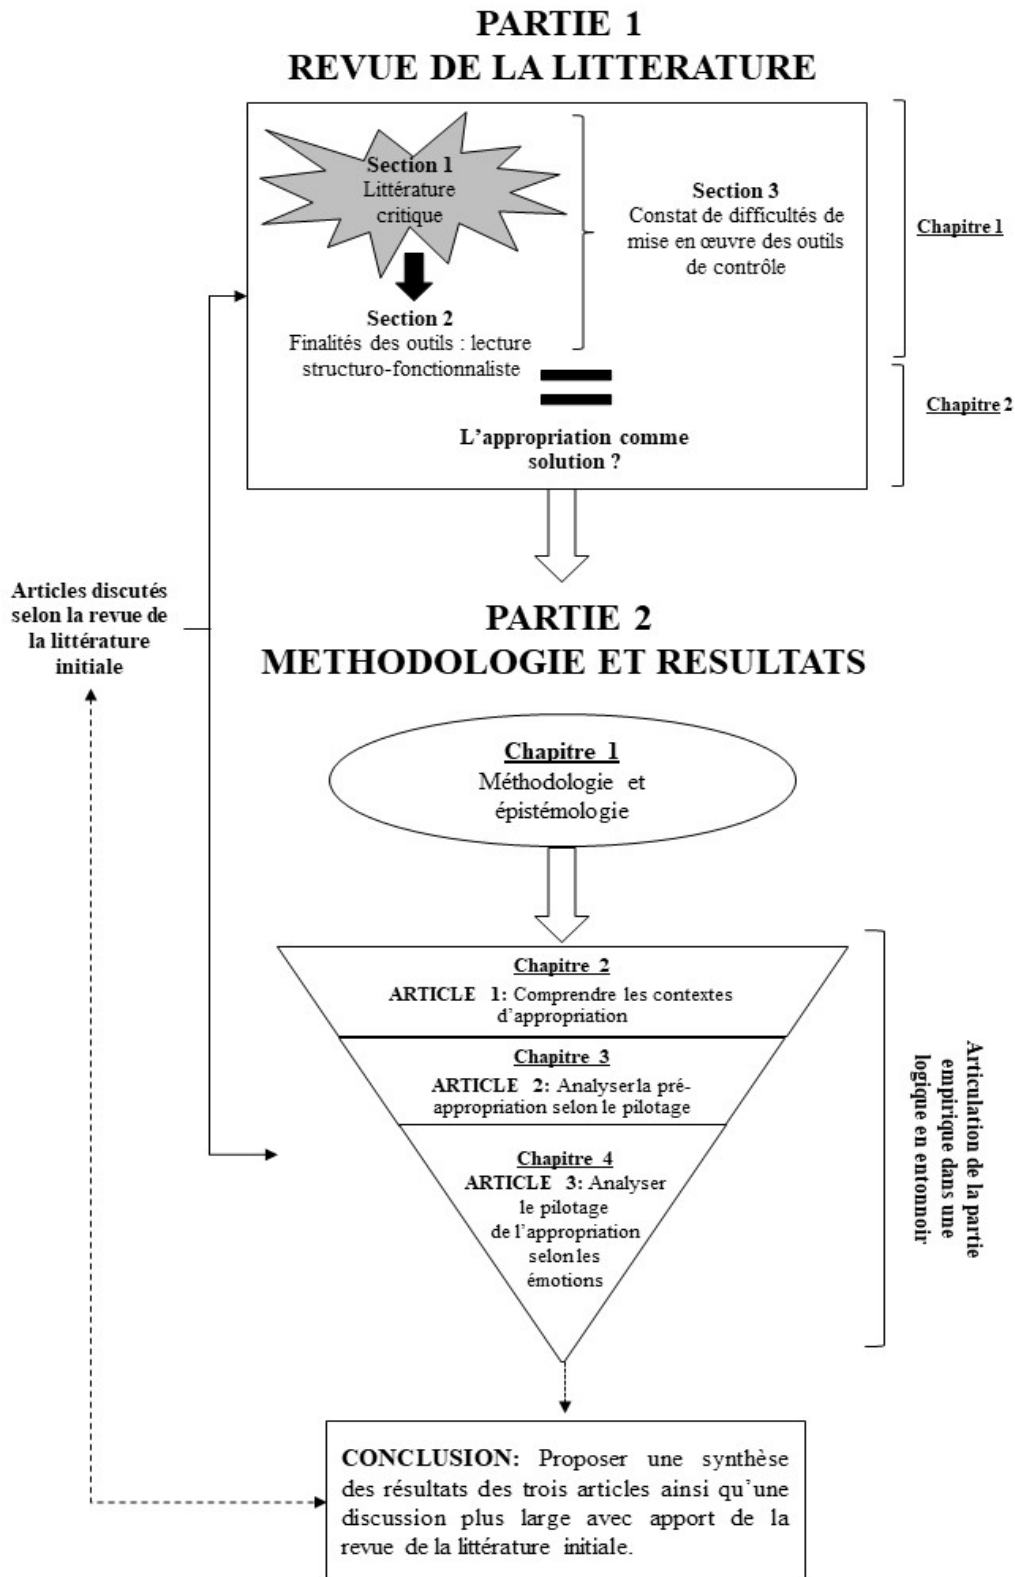 PARTIE 1
REVUE DE LA LITTERATURE
Section 1
Littérature
critique
Section 2
Finalités des outils : lecture
structuro-fonctionnaliste
Section 3
Constat de difficultés de
mise en œuvre des outils
de contrôle
Chapitre 1
Chapitre 2
L'appropriation comme
solution ?
Articles discutés
selon la revue de
la littérature
initiale
PARTIE 2
METHODOLOGIE ET RESULTATS
Chapitre 1
Méthodologie et
épistémologie
Chapitre 2
ARTICLE 1: Comprendre les contextes
d'appropriation
Chapitre 3
ARTICLE 2: Analyser la pré-
appropriation selon le pilotage
Chapitre 4
ARTICLE 3: Analyser
le pilotage
de l'appropriation
selon les
émotions
Articulation de la partie
empirique dans une
logique en entonnoir
CONCLUSION: Proposer une synthèse
des résultats des trois articles ainsi qu'une
discussion plus large avec apport de la
revue de la littérature initiale.